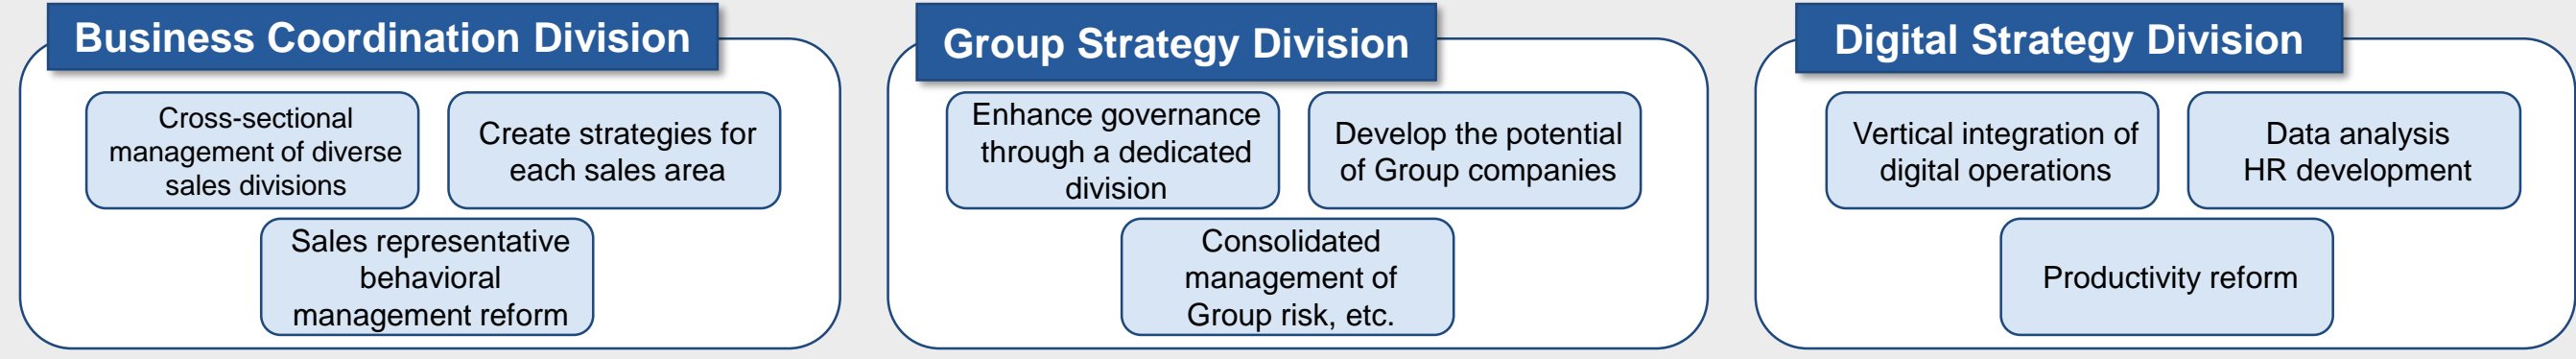 Business Coordination Division
Cross-sectional
management of diverse
sales divisions
Create strategies for
each sales area
Sales representative
behavioral
management reform
Group Strategy Division
Enhance governance
through a dedicated
division
Develop the potential
of Group companies
Consolidated
management of
Group risk, etc.
Digital Strategy Division
Vertical integration of
digital operations
Data analysis
HR development
Productivity reform